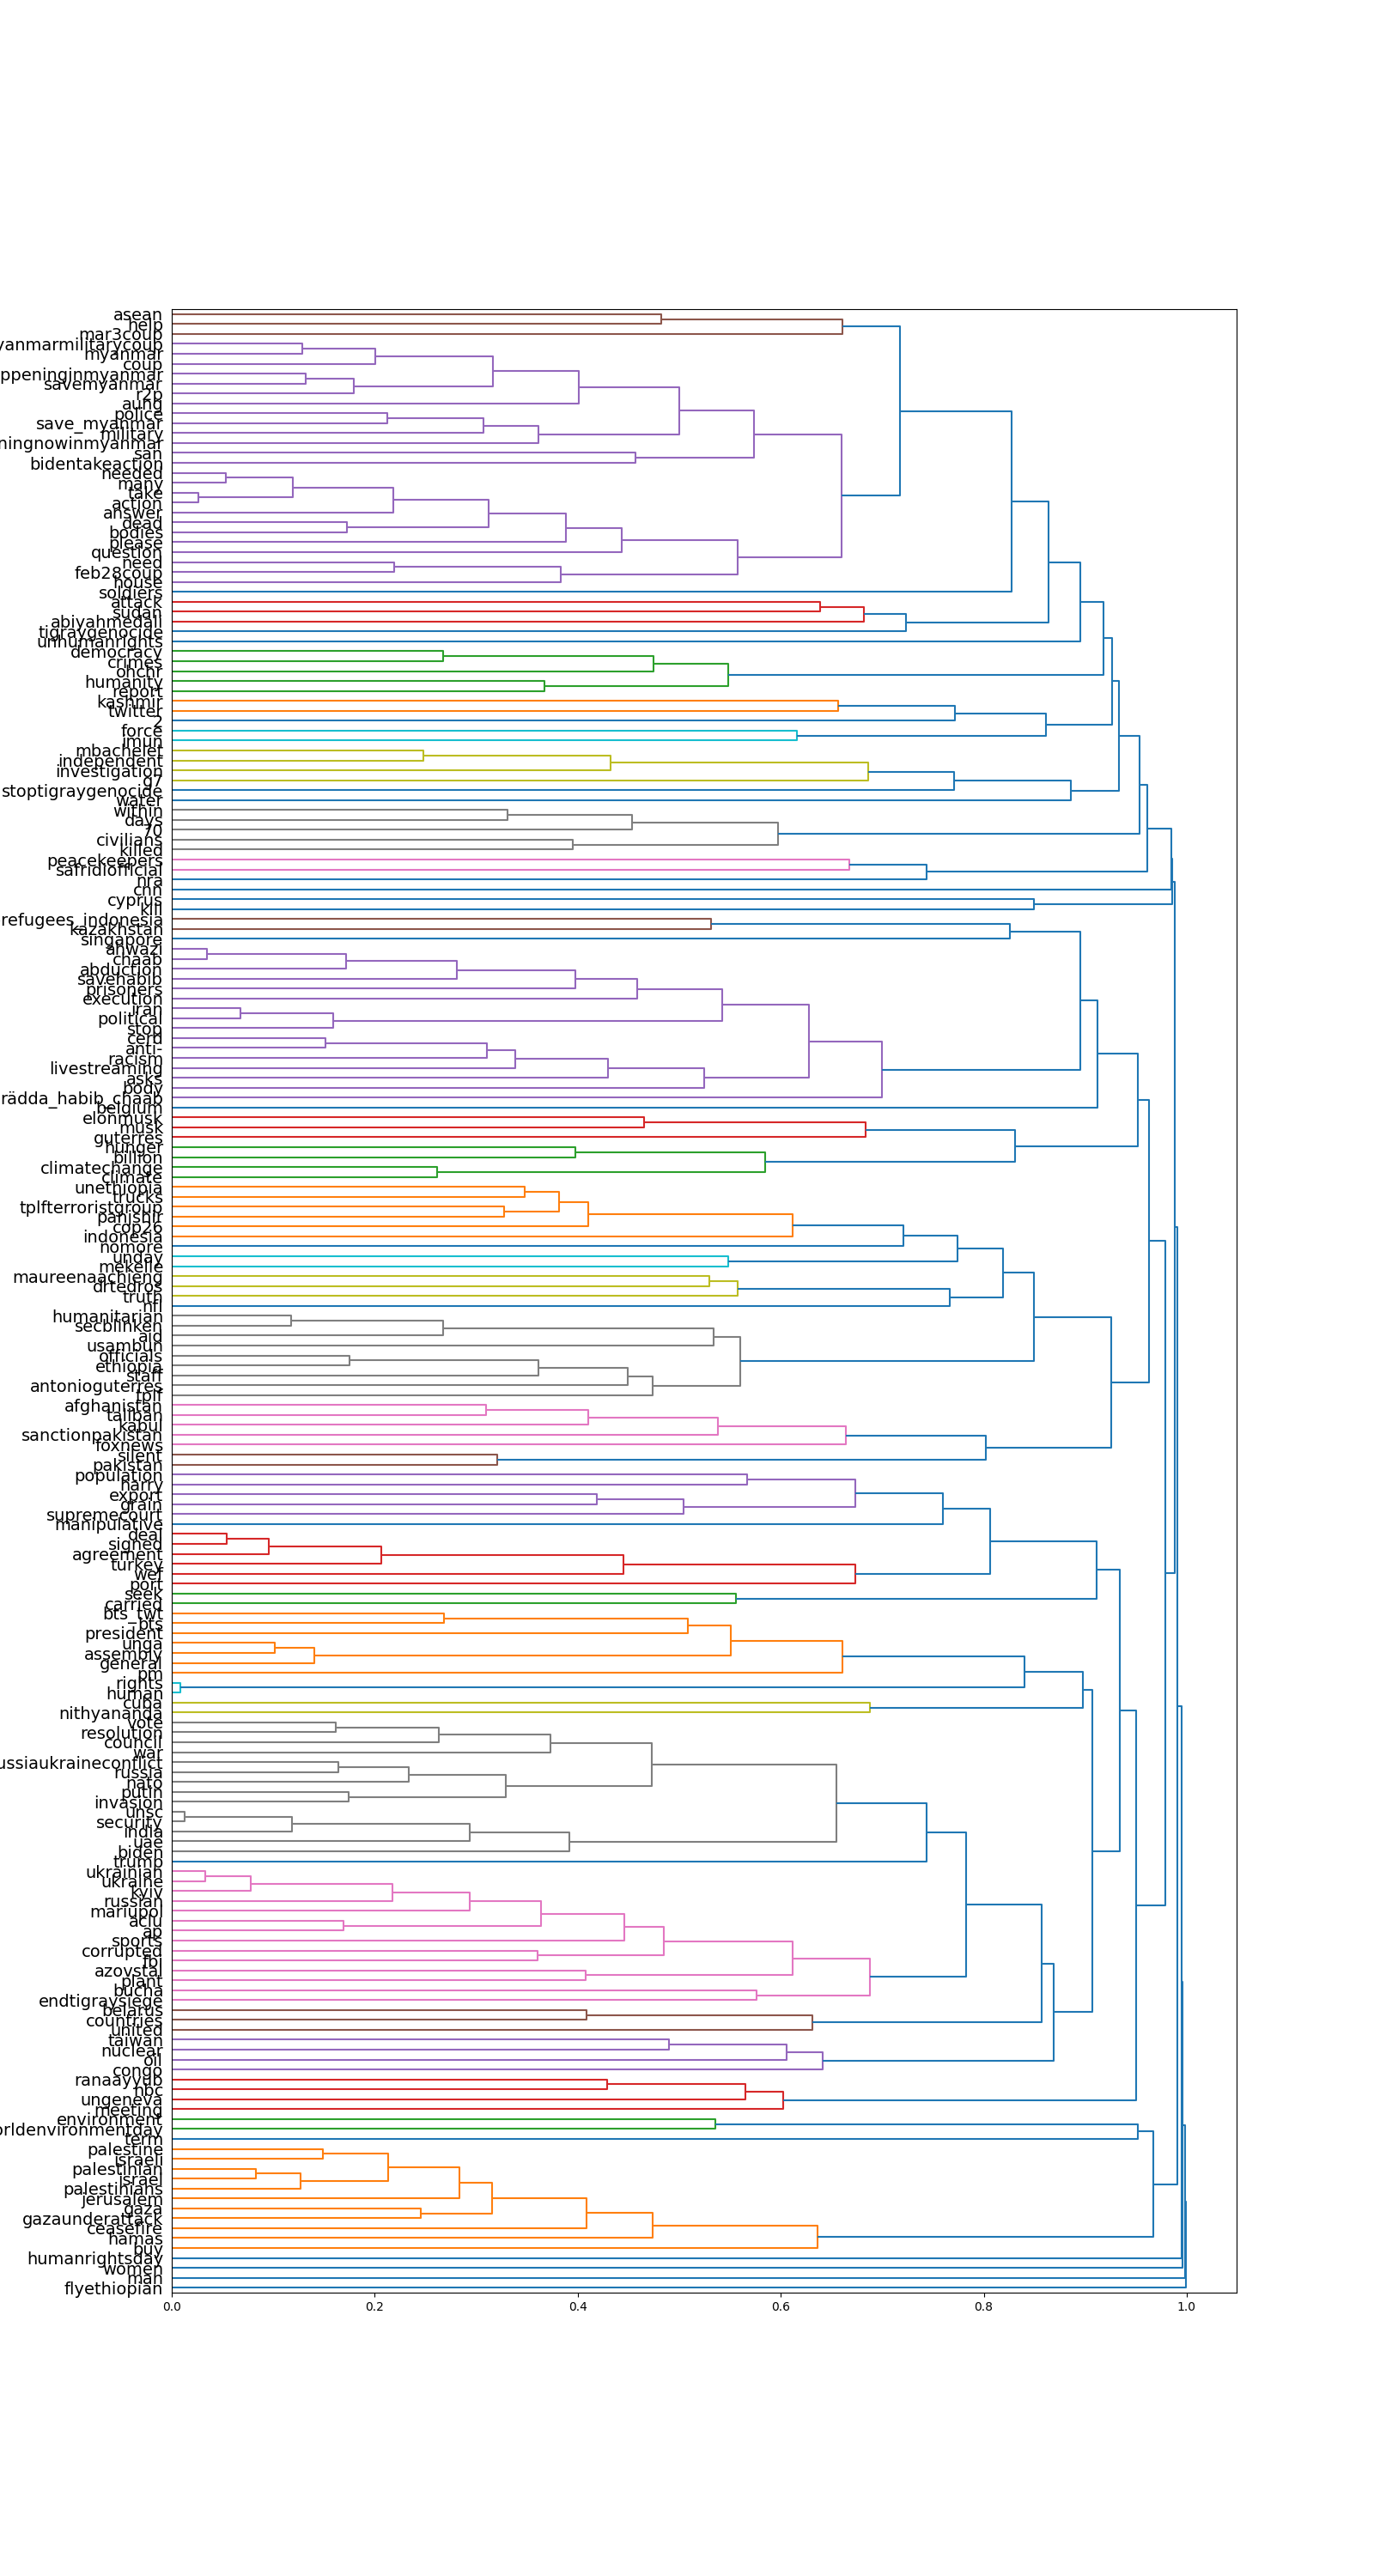 asean
help
mar3coup
yanmarmilitarycoup
myanmar
coup
ppeninginmyanmar
savemyanmar
r2p
aung
police
save_myanmar
military
ningnowinmyanmar
san
bidentakeaction
needed
many
take
action
answer
dead
bodies
please
question
need
feb28coup
house
soldiers
attack
sudan
abiyahmedali
tigraygenocide
unhumanrights
democracy
crimes
ohchr
humanity
report
kashmir
twitter
2
force
jmun
mbachelet
independent
investigation
g7
stoptigraygenocide
water
within
days
70
civilians
killed
peacekeepers
safridiofficial
nra
cnn
cyprus
kill
refugees_indonesia
kazakhstan
singapore
ahwazi
chaab
abduction
savehabib
prisoners
execution
iran
political
stop
cerd
anti-
racism
livestreaming
asks
body
rädda_habib_chaab
belgium
elonmusk
musk
guterres
hunger
billion
climatechange
climate
unethiopia
trucks
tplfterroristgroup
panjshir
cop26
indonesia
nomore
unday
mekelle
maureenaachieng
drtedros
truth
nfl
humanitarian
secblinken
aid
usambun
officials
ethiopia
staff
antonioguterres
tplf
afghanistan
taliban
kabul
sanctionpakistan
foxnews
silent
pakistan
population
harry
export
grain
supremecourt
manipulative
deal
signed
agreement
turkey
wef
port
seek
carried
bts_twt
bts
president
unga
assembly
general
pm
rights
human
cuba
nithyananda
vote
resolution
council
war
ussiaukraineconflict
russia
nato
putin
invasion
unsc
security
india
uae
biden
trump
ukrainian
ukraine
kyiv
russian
mariupol
aclu
ap
sports
corrupted
fbi
azovstal
plant
bucha
endtigraysiege
belarus
countries
united
taiwan
nuclear
oil
congo
ranaayyub
nbc
ungeneva
meeting
environment
orldenvironmentday
term
palestine
israeli
palestinian
israel
palestinians
jerusalem
gaza
gazaunderattack
ceasefire
hamas
buy
humanrightsday
women
man
flyethiopian
0.0 0.2 0.4 0.6 0.8 1.0